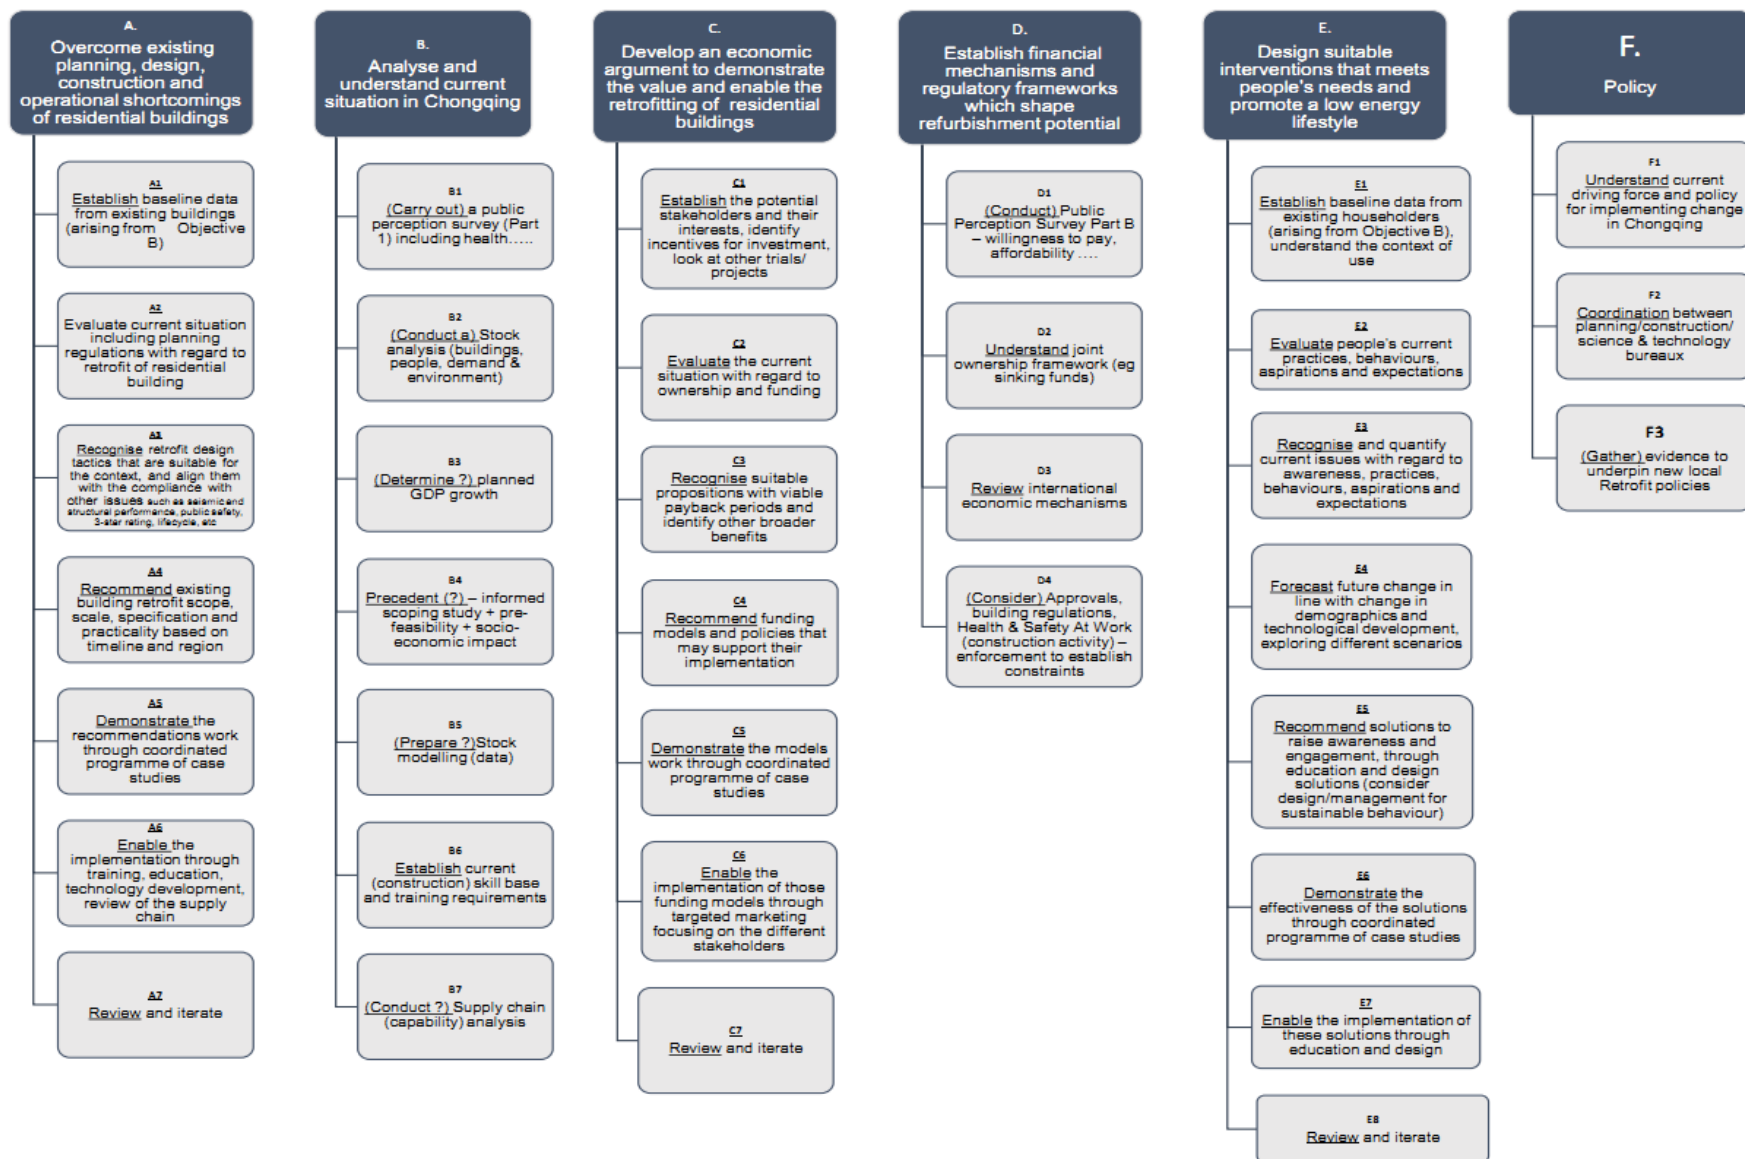 A.
Overcome existing
planning, design,
construction and
operational shortcomings
of residential buildings
A1
Establish baseline data
from existing buildings
(arising from Objective
B)
A2
Evaluate current situation
including planning
regulations with regard to
retrofit of residential
building
A3
Recognise retrofit design
tactics that are suitable for
the context, and align them
with the compliance with
other issues such as seismic and
structural performance, public safety,
3-star rating, lifecycle, etc
A4
Recommend existing
building retrofit scope,
scale, specification and
practicality based on
timeline and region
A5
Demonstrate the
recommendations work
through coordinated
programme of case
studies
A6
Enable the
implementation through
training, education,
technology development,
review of the supply
chain
A7
Review and iterate
B.
Analyse and
understand current
situation in Chongqing
B1
(Carry out) a public
perception survey (Part
1) including health.....
B2
(Conduct a) Stock
analysis (buildings,
people, demand &
environment)
B3
(Determine ?) planned
GDP growth
B4
Precedent (?) – informed
scoping study + pre-
feasibility + socio-
economic impact
B5
(Prepare ?)Stock
modelling (data)
B6
Establish current
(construction) skill base
and training requirements
B7
(Conduct ?) Supply chain
(capability) analysis
C.
Develop an economic
argument to demonstrate
the value and enable the
retrofitting of residential
buildings
C1
Establish the potential
stakeholders and their
interests, identify
incentives for investment,
look at other trials/
projects
C2
Evaluate the current
situation with regard to
ownership and funding
C3
Recognise suitable
propositions with viable
payback periods and
identify other broader
benefits
C4
Recommend funding
models and policies that
may support their
implementation
C5
Demonstrate the models
work through coordinated
programme of case
studies
C6
Enable the
implementation of those
funding models through
targeted marketing
focusing on the different
stakeholders
C7
Review and iterate
D.
Establish financial
mechanisms and
regulatory frameworks
which shape
refurbishment potential
D1
(Conduct) Public
Perception Survey Part B
– willingness to pay,
affordability ....
D2
Understand joint
ownership framework (eg
sinking funds)
D3
Review international
economic mechanisms
D4
(Consider) Approvals,
building regulations,
Health & Safety At Work
(construction activity) –
enforcement to establish
constraints
E.
Design suitable
interventions that meets
people's needs and
promote a low energy
lifestyle
E1
Establish baseline data from
existing households
(arising from Objective B),
understand the context of
use
E2
Evaluate people's current
practices, behaviours,
aspirations and expectations
E3
Recognise and quantify
current issues with regard to
awareness, practices,
behaviours, aspirations and
expectations
E4
Forecast future change in
line with change in
demographics and
technological development,
exploring different scenarios
E5
Recommend solutions to
raise awareness and
engagement, through
education and design
solutions (consider
design/management for
sustainable behaviour)
E6
Demonstrate the
effectiveness of the solutions
through coordinated
programme of case studies
E7
Enable the implementation of
these solutions through
education and design
E8
Review and iterate
F.
Policy
F1
Understand current
driving force and policy
for implementing change
in Chongqing
F2
Coordination between
planning/construction/
science & technology
bureaux
F3
(Gather) evidence to
underpin new local
Retrofit policies